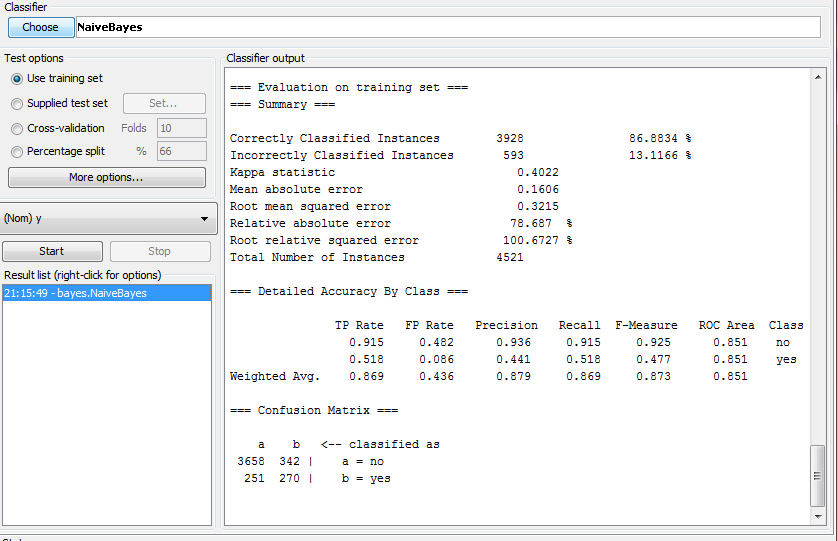 Classifier
Choose NaiveBayes
Test options
Use training set
Supplied test set Set...
Cross-validation Folds 10
Percentage split % 66
More options...
(Nom) y
Start Stop
Result list (right-click for options)
21:15:49 - bayes.NaiveBayes
Classifier output
=== Evaluation on training set ===
=== Summary ===
Correctly Classified Instances 3928 86.8834 %
Incorrectly Classified Instances 593 13.1166 %
Kappa statistic 0.4022
Mean absolute error 0.1606
Root mean squared error 0.3215
Relative absolute error 78.687 %
Root relative squared error 100.6727 %
Total Number of Instances 4521
=== Detailed Accuracy By Class ===
TP Rate FP Rate Precision Recall F-Measure ROC Area Class
0.915 0.482 0.936 0.915 0.925 0.851 no
0.518 0.086 0.441 0.518 0.477 0.851 yes
Weighted Avg. 0.869 0.436 0.879 0.869 0.873 0.851
=== Confusion Matrix ===
a b <-- classified as
3658 342 | a = no
251 270 | b = yes